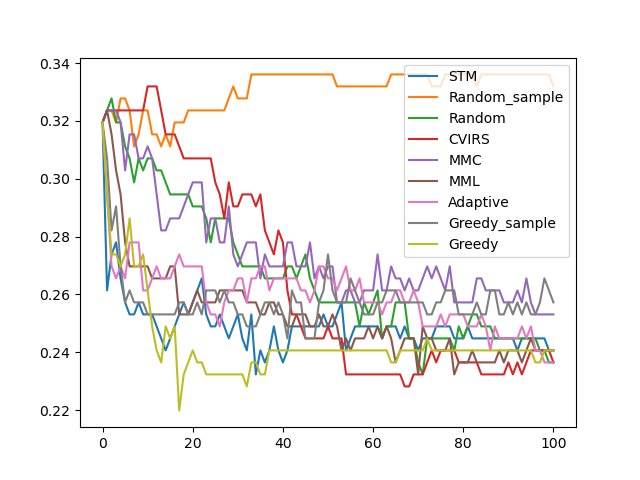 0.34
0.32
0.30
0.28
0.26
0.24
0.22
0
20
40
60
80
100
STM
Random_sample
Random
CVIRS
MMC
MML
Adaptive
Greedy_sample
Greedy